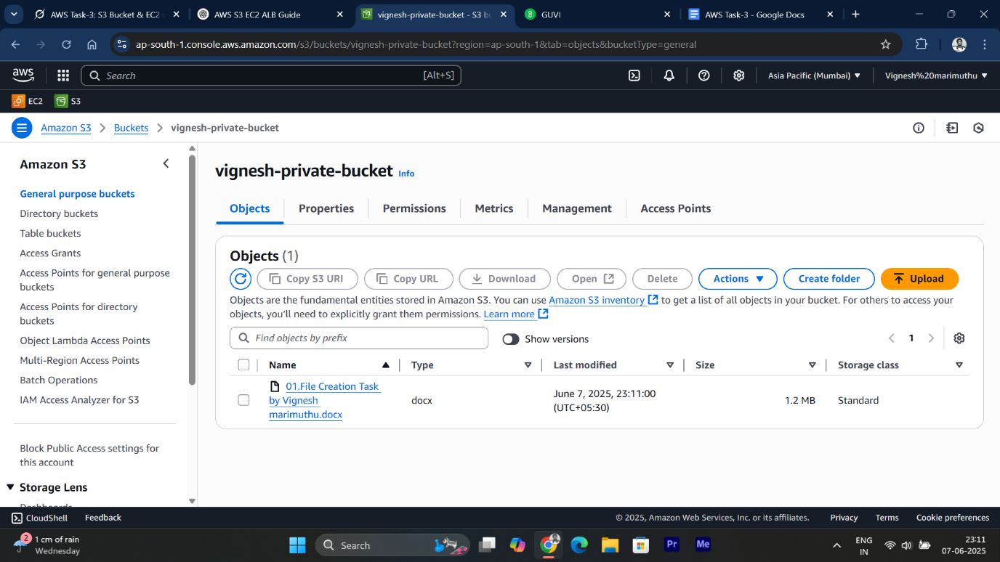 AWS Task-3: S3 Bucket & EC2
AWS S3 EC2 ALB Guide
vignesh-private-bucket - S3 b
GUVI
AWS Task-3 - Google Docs
ap-south-1.console.aws.amazon.com/s3/buckets/vignesh-private-bucket?region=ap-south-1&tab=objects&bucketType=general
aws
Search
[Alt+S]
Asia Pacific (Mumbai)
Vignesh%20marimuthu
EC2
S3
Amazon S3
Buckets
vignesh-private-bucket
Amazon S3
General purpose buckets
Directory buckets
Table buckets
Access Grants
Access Points for general purpose
buckets
Access Points for directory
buckets
Object Lambda Access Points
Multi-Region Access Points
Batch Operations
IAM Access Analyzer for S3
Block Public Access settings for
this account
Storage Lens
Dashboards
vignesh-private-bucket Info
Objects
Properties
Permissions
Metrics
Management
Access Points
Objects (1)
Copy S3 URI
Copy URL
Download
Open
Delete
Actions
Create folder
Upload
Objects are the fundamental entities stored in Amazon S3. You can use Amazon S3 inventory to get a list of all objects in your bucket. For others to access your
objects, you'll need to explicitly grant them permissions. Learn more
Find objects by prefix
Show versions
1
Name
Type
Last modified
Size
Storage class
01.File Creation Task
by Vignesh
marimuthu.docx
docx
June 7, 2025, 23:11:00
(UTC+05:30)
1.2 MB
Standard
CloudShell
Feedback
© 2025, Amazon Web Services, Inc. or its affiliates.
Privacy
Terms
Cookie preferences
2
1 cm of rain
Wednesday
Search
Pr
Me
ENG
IN
23:11
07-06-2025